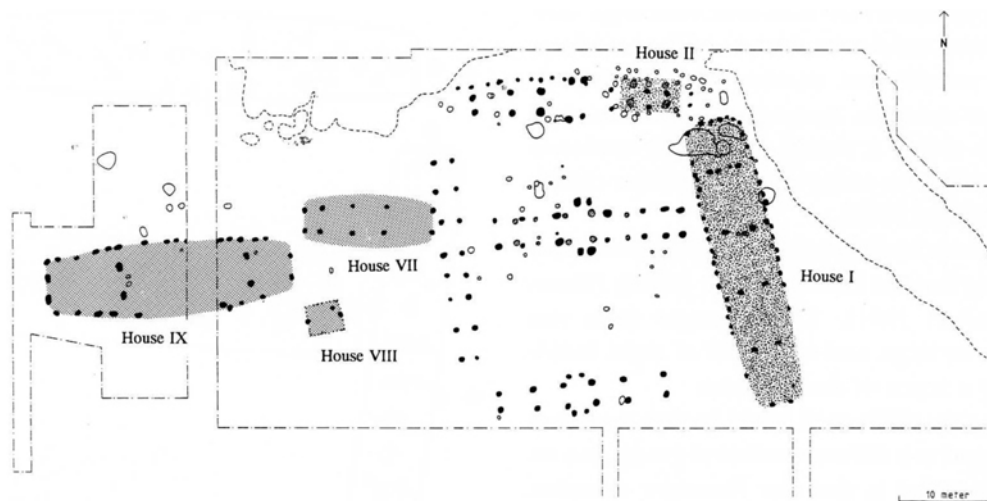 House II
N
House VII
House I
House IX
House VIII
10 meter